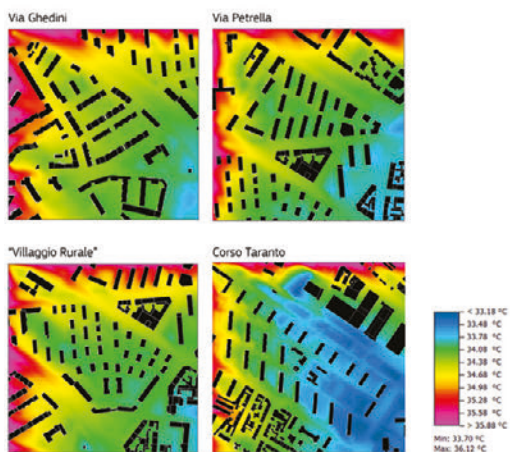 Via Ghedini
Via Petrella
"Villaggio Rurale"
Corso Taranto
< 33.18 °C
33.48 °C
33.78 °C
34.08 °C
34.38 °C
34.68 °C
34.98 °C
35.28 °C
35.58 °C
> 35.88 °C
Min: 33.70 °C
Max: 36.12 °C